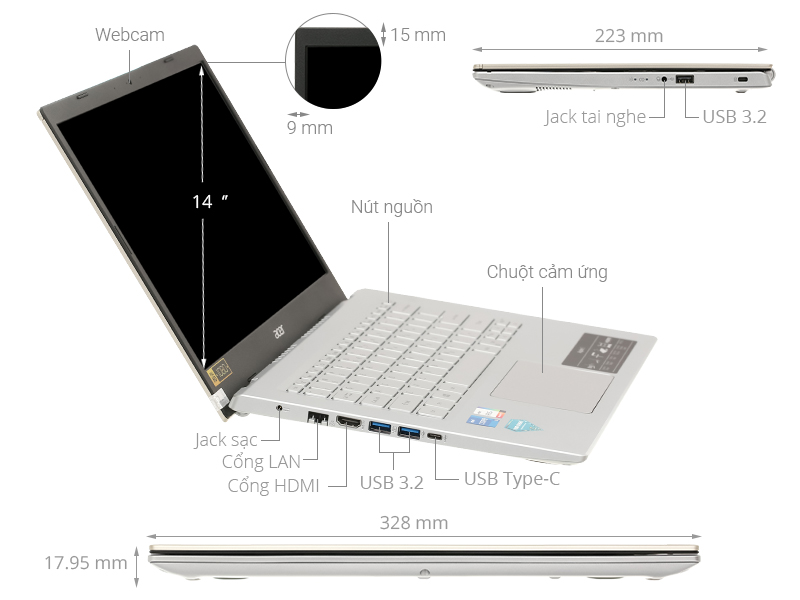 Webcam
15 mm
9 mm
223 mm
Jack tai nghe
USB 3.2
14 "
Nút nguồn
Chuột cảm ứng
acer
Jack sạc
Cổng LAN
Cổng HDMI
USB 3.2
USB Type-C
328 mm
17.95 mm